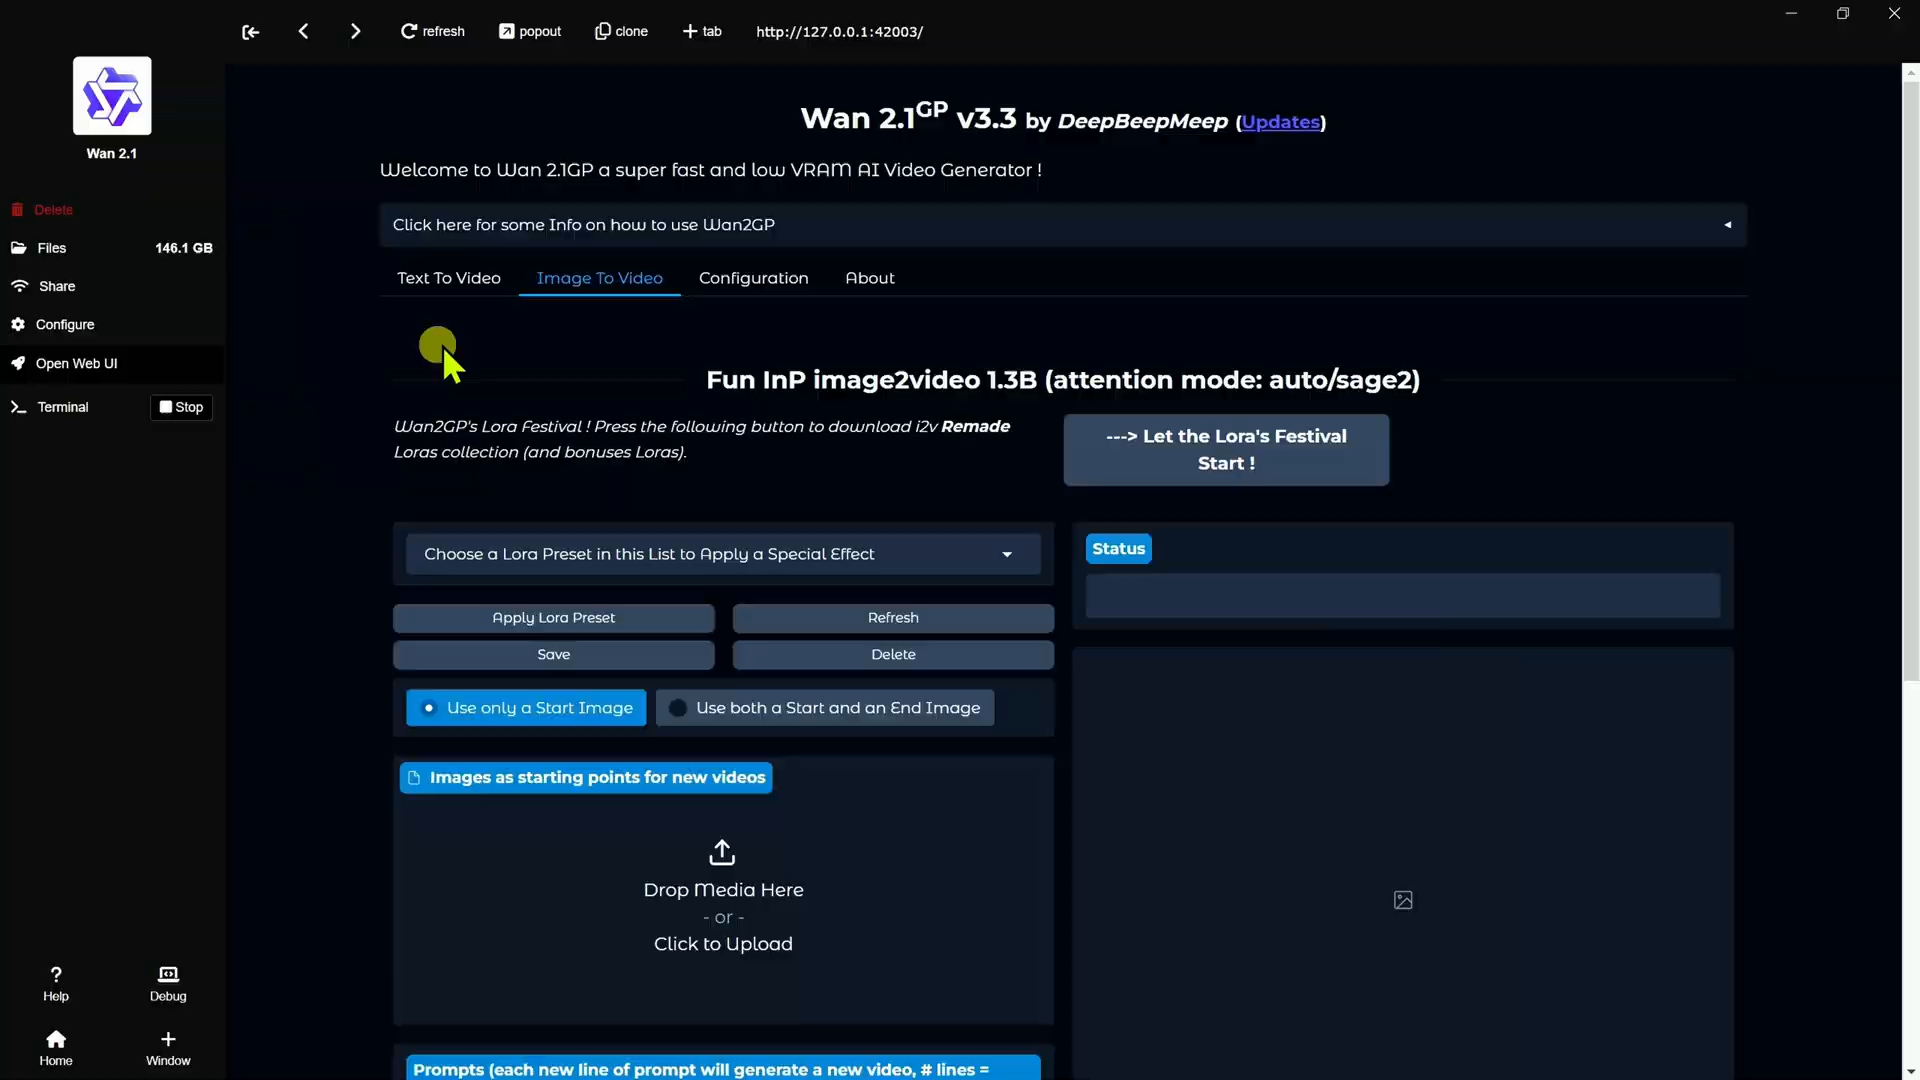 refresh
popout
clone
tab
http://127.0.0.1:42003/
Wan 2.1
Delete
Files 146.1 GB
Share
Configure
Open Web UI
Terminal Stop
Help
Debug
Home
Window
Wan 2.1GP v3.3 by DeepBeepMeep (Updates)
Welcome to Wan 2.1GP a super fast and low VRAM AI Video Generator !
Click here for some Info on how to use Wan2GP
Text To Video
Image To Video
Configuration
About
Fun InP image2video 1.3B (attention mode: auto/sage2)
Wan2GP's Lora Festival ! Press the following button to download i2v Remade
Loras collection (and bonuses Loras).
---> Let the Lora's Festival
Start !
Choose a Lora Preset in this List to Apply a Special Effect
Apply Lora Preset
Refresh
Save
Delete
Use only a Start Image
Use both a Start and an End Image
Images as starting points for new videos
Drop Media Here
- or -
Click to Upload
Prompts (each new line of prompt will generate a new video, # lines =
Status